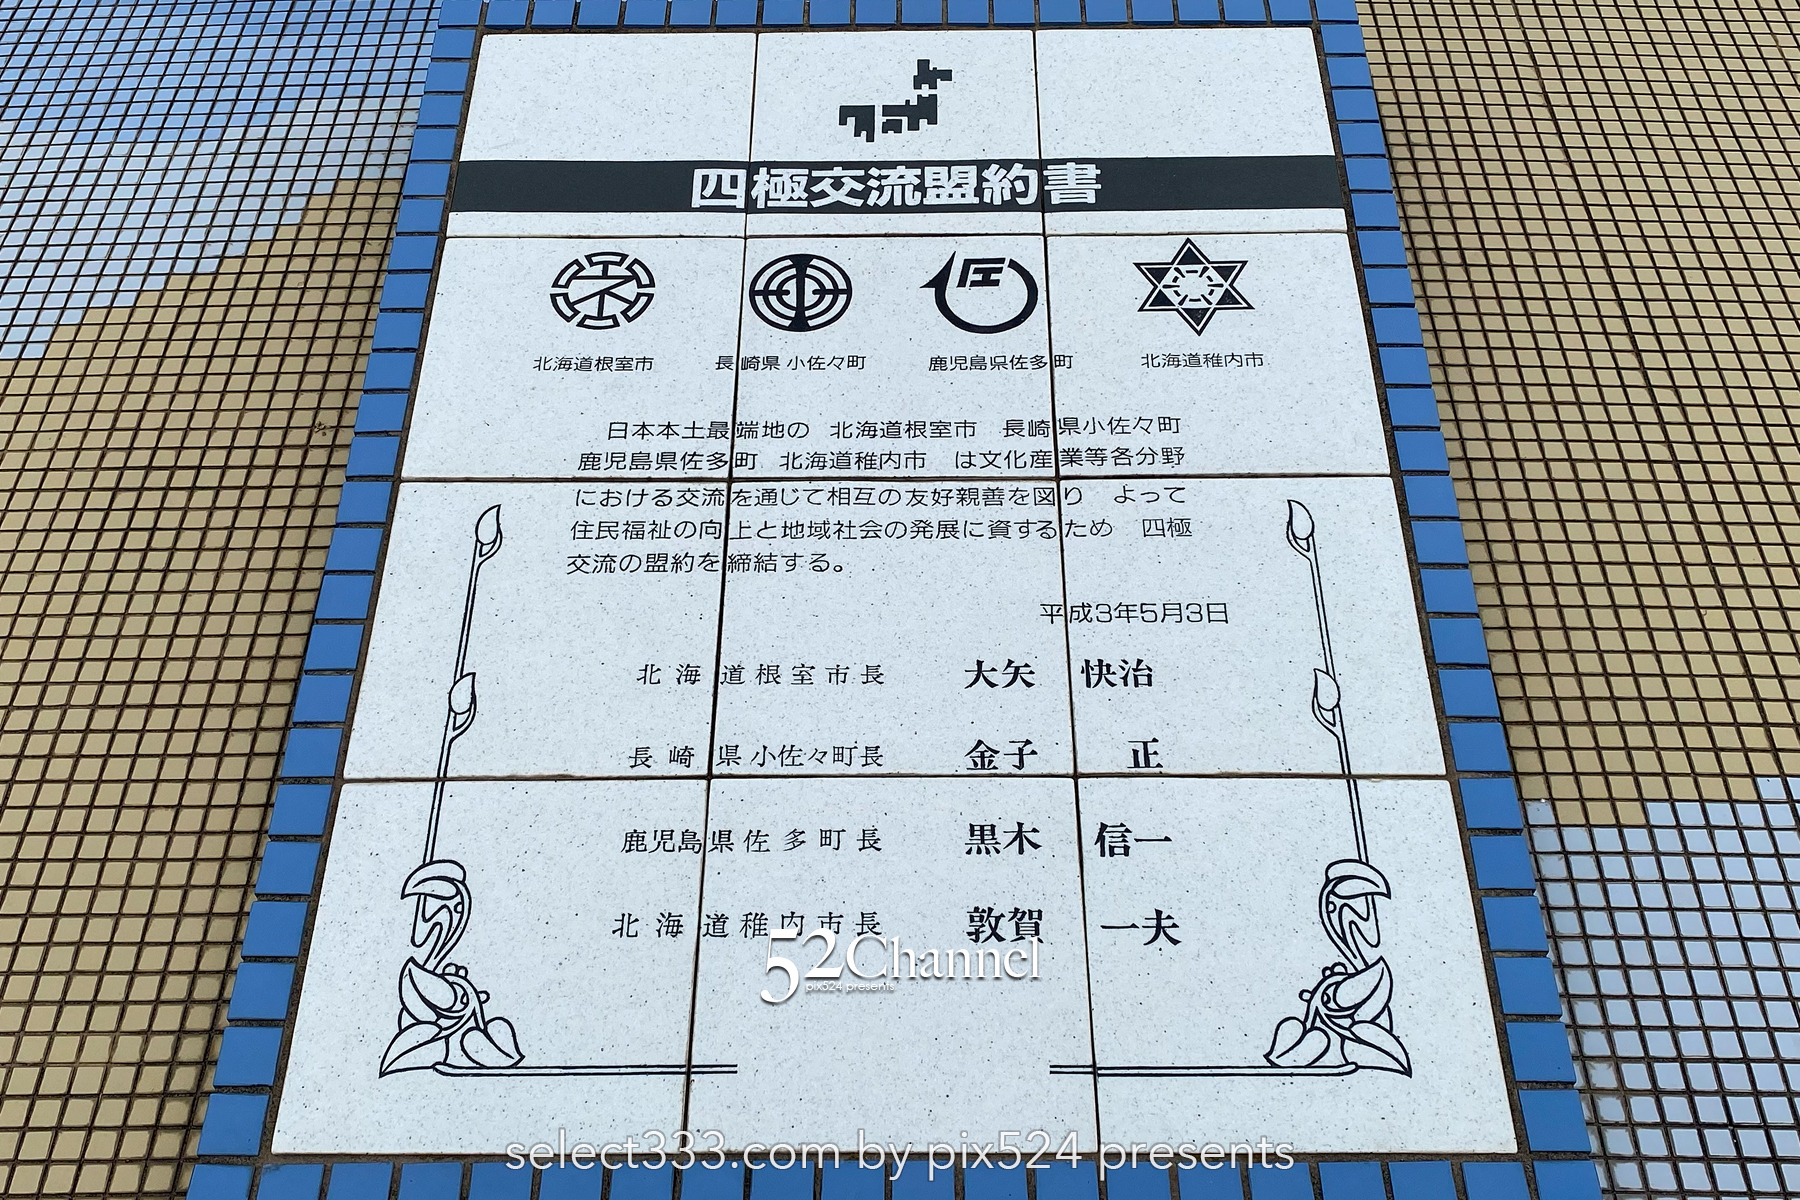 四極交流盟約書
北海道根室市 長崎県小佐々町 鹿児島県佐多町 北海道稚内市
日本本土最端地の 北海道根室市 長崎県小佐々町
鹿児島県佐多町 北海道稚内市 は文化産業等各分野
における交流を通じて相互の友好親善を図り よって
住民福祉の向上と地域社会の発展に資するため 四極
交流の盟約を締結する。
平成3年5月3日
北海道根室市長 大矢 快治
長崎県小佐々町長 金子 正
鹿児島県佐多町長 黒木 信一
北海道稚内市長 敦賀 一夫
52Channel
pix524 presents
select333.com by pix524 presents